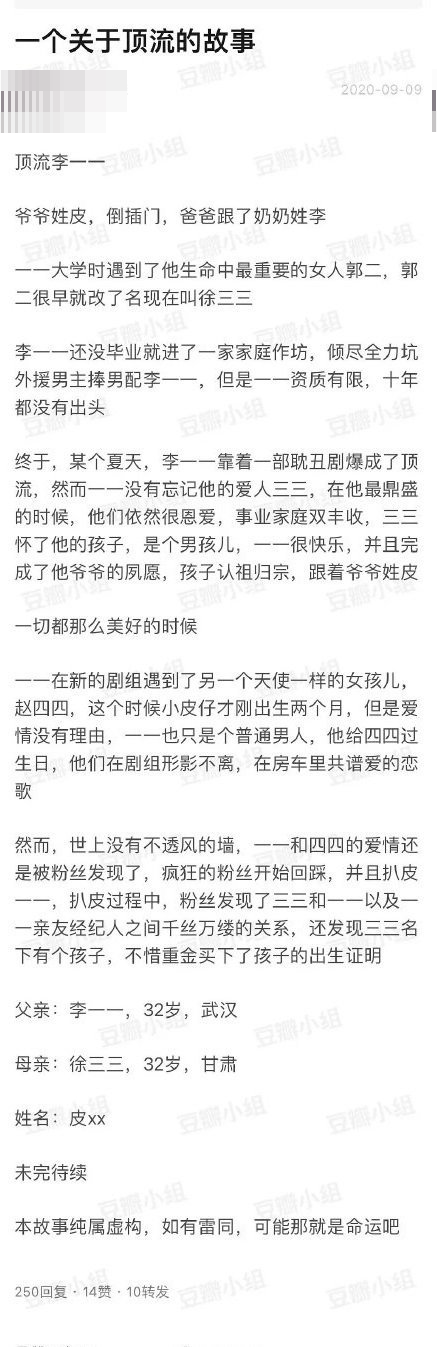 一个关于顶流的故事
2020-09-09
顶流李一一
爷爷姓皮，倒插门，爸爸跟了奶奶姓李
一一大学时遇到了他生命中最重要的女人郭二，郭
二很早就改了名现在叫徐三三
李一一还没毕业就进了一家家庭作坊，倾尽全力坑
外援男主捧男配李一一，但是一一资质有限，十年
都没有出头
终于，某个夏天，李一一靠着一部耽丑剧爆成了顶
流，然而一一没有忘记他的爱人三三，在他最鼎盛
的时候，他们依然很恩爱，事业家庭双丰收，三三
怀了他的孩子，是个男孩儿，一一很快乐，并且完
成了他爷爷的夙愿，孩子认祖归宗，跟着爷爷姓皮
一切都那么美好的时候
一一在新的剧组遇到了另一个天使一样的女孩儿，
赵四四，这个时候小皮仔才刚出生两个月，但是爱
情没有理由，一一也只是个普通男人，他给四四过
生日，他们在剧组形影不离，在房车里共谱爱的恋
歌
然而，世上没有不透风的墙，一一和四四的爱情还
是被粉丝发现了，疯狂的粉丝开始回踩，并且扒皮
一一，扒皮过程中，粉丝发现了三三和一一以及一
一亲友经纪人之间千丝万缕的关系，还发现三三名
下有个孩子，不惜重金买下了孩子的出生证明
父亲：李一一，32岁，武汉
母亲：徐三三，32岁，甘肃
姓名：皮xx
未完待续
本故事纯属虚构，如有雷同，可能那就是命运吧
250回复 · 14赞 · 10转发
豆瓣小组